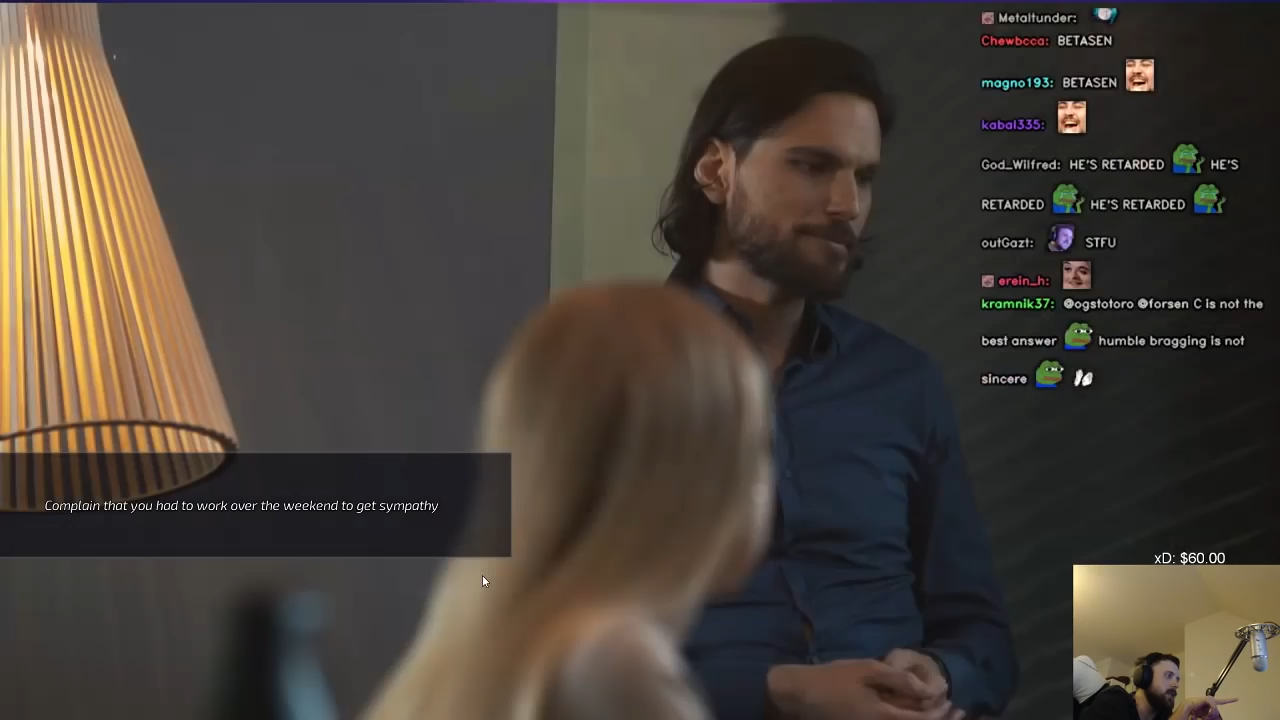 Metaltunder:
Chewbcca: BETASEN
magno193: BETASEN
kabal335:
God_Wilfred: HE'S RETARDED HE'S
RETARDED HE'S RETARDED
outGazt: STFU
erein_h:
kramnik37: @ogstotoro @forsen C is not the
best answer humble bragging is not
sincere
Complain that you had to work over the weekend to get sympathy
xD: $60.00